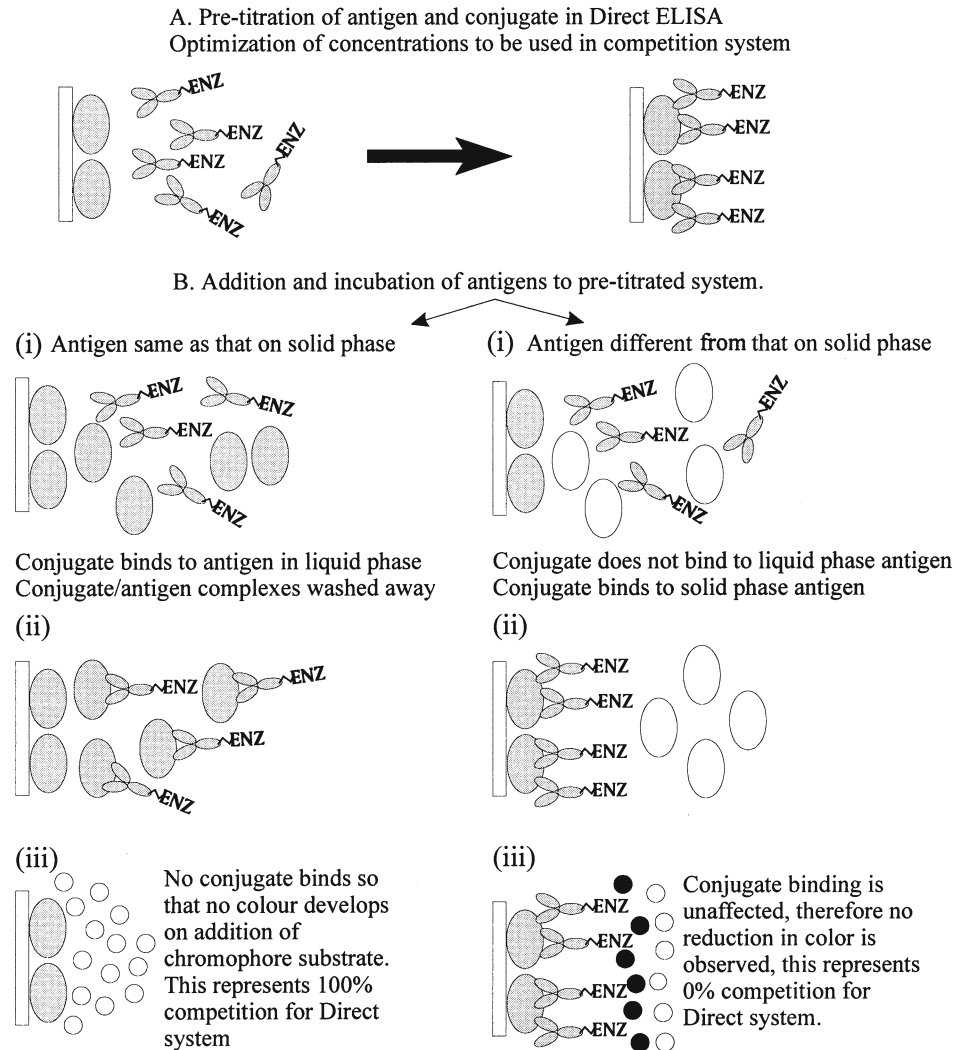 A. Pre-titration of antigen and conjugate in Direct ELISA
Optimization of concentrations to be used in competition system
ENZ
ENZ
ENZ
ENZ
ENZ
ENZ
ENZ
ENZ
ENZ
B. Addition and incubation of antigens to pre-titrated system.
(i) Antigen same as that on solid phase
ENZ
ENZ
ENZ
ENZ
Conjugate binds to antigen in liquid phase
Conjugate/antigen complexes washed away
(ii)
ENZ
ENZ
ENZ
ENZ
(iii)
No conjugate binds so
that no colour develops
on addition of
chromophore substrate.
This represents 100%
competition for Direct
system
(i) Antigen different from that on solid phase
ENZ
ENZ
ENZ
ENZ
Conjugate does not bind to liquid phase antigen
Conjugate binds to solid phase antigen
(ii)
ENZ
ENZ
ENZ
ENZ
(iii)
ENZ
ENZ
ENZ
ENZ
Conjugate binding is
unaffected, therefore no
reduction in color is
observed, this represents
0% competition for
Direct system.